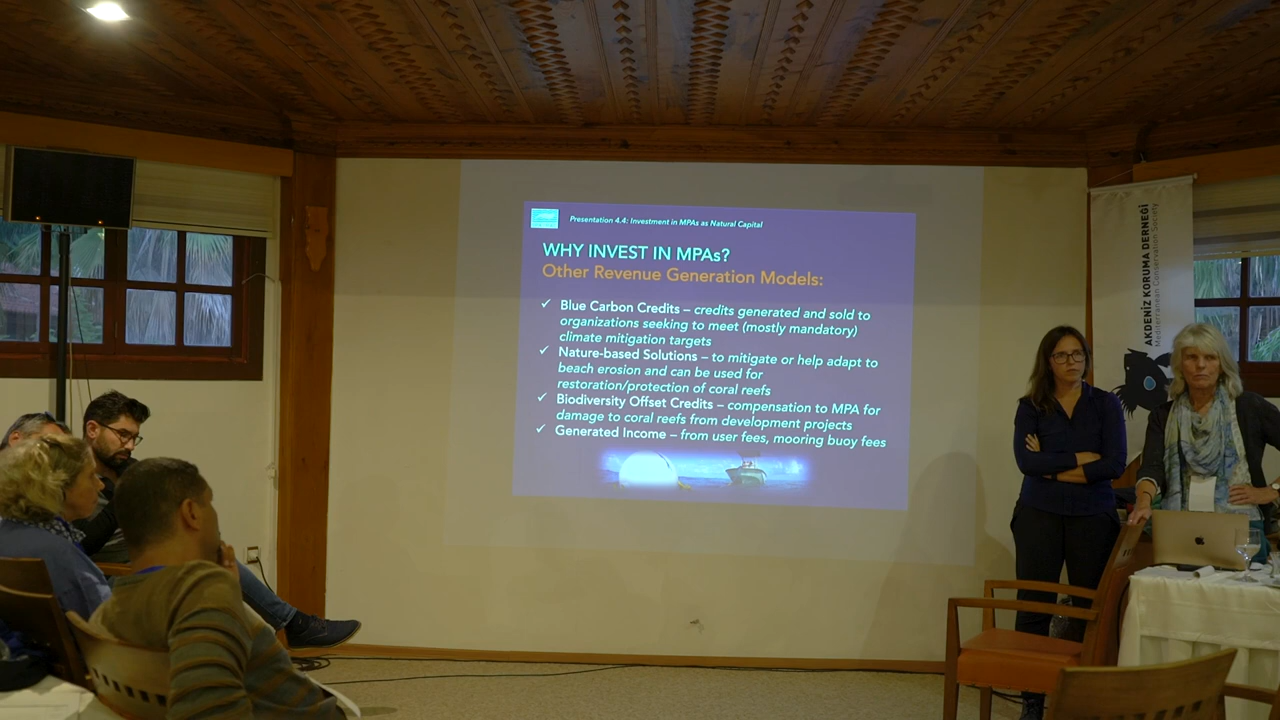 Presentation 4.4: Investment in MPAs as Natural Capital
WHY INVEST IN MPAs?
Other Revenue Generation Models:
✓ Blue Carbon Credits – credits generated and sold to
organizations seeking to meet (mostly mandatory)
climate mitigation targets
✓ Nature-based Solutions – to mitigate or help adapt to
beach erosion and can be used for
restoration/protection of coral reefs
✓ Biodiversity Offset Credits – compensation to MPA for
damage to coral reefs from development projects
✓ Generated Income – from user fees, mooring buoy fees
AKDENİZ KORUMA DERNEĞİ
Mediterranean Conservation Society